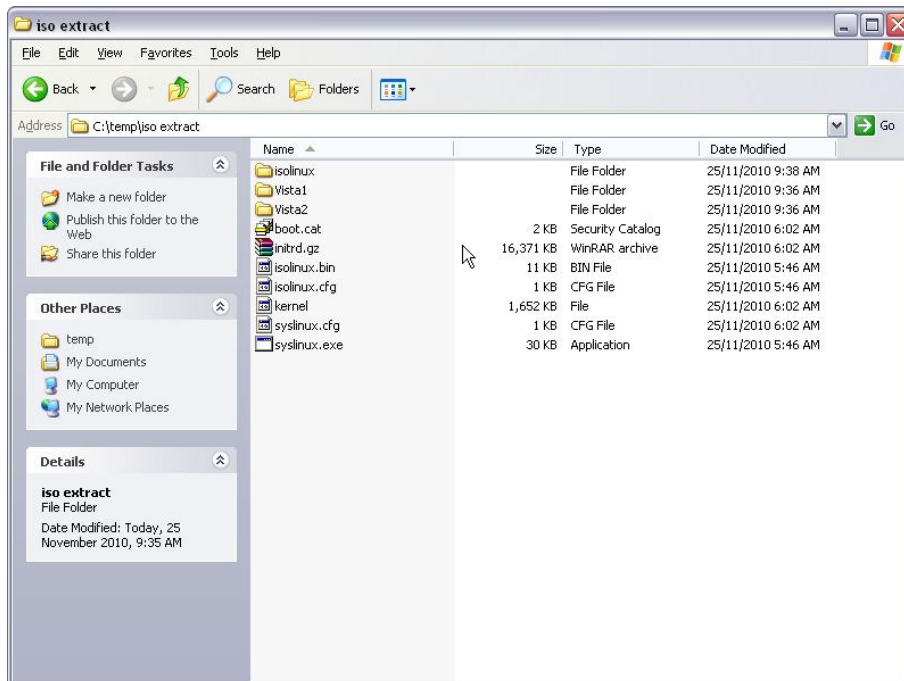 iso extract
File Edit View Favorites Tools Help
Back Search Folders
Address C:\temp\iso extract Go
File and Folder Tasks
Make a new folder
Publish this folder to the
Web
Share this folder
Other Places
temp
My Documents
My Computer
My Network Places
Details
iso extract
File Folder
Date Modified: Today, 25
November 2010, 9:35 AM
Name Size Type Date Modified
isolinux File Folder 25/11/2010 9:38 AM
Vista1 File Folder 25/11/2010 9:36 AM
Vista2 File Folder 25/11/2010 9:36 AM
boot.cat 2 KB Security Catalog 25/11/2010 6:02 AM
initrd.gz 16,371 KB WinRAR archive 25/11/2010 6:02 AM
isolinux.bin 11 KB BIN File 25/11/2010 5:46 AM
isolinux.cfg 1 KB CFG File 25/11/2010 5:46 AM
kernel 1,652 KB File 25/11/2010 6:02 AM
syslinux.cfg 1 KB CFG File 25/11/2010 6:02 AM
syslinux.exe 30 KB Application 25/11/2010 5:46 AM